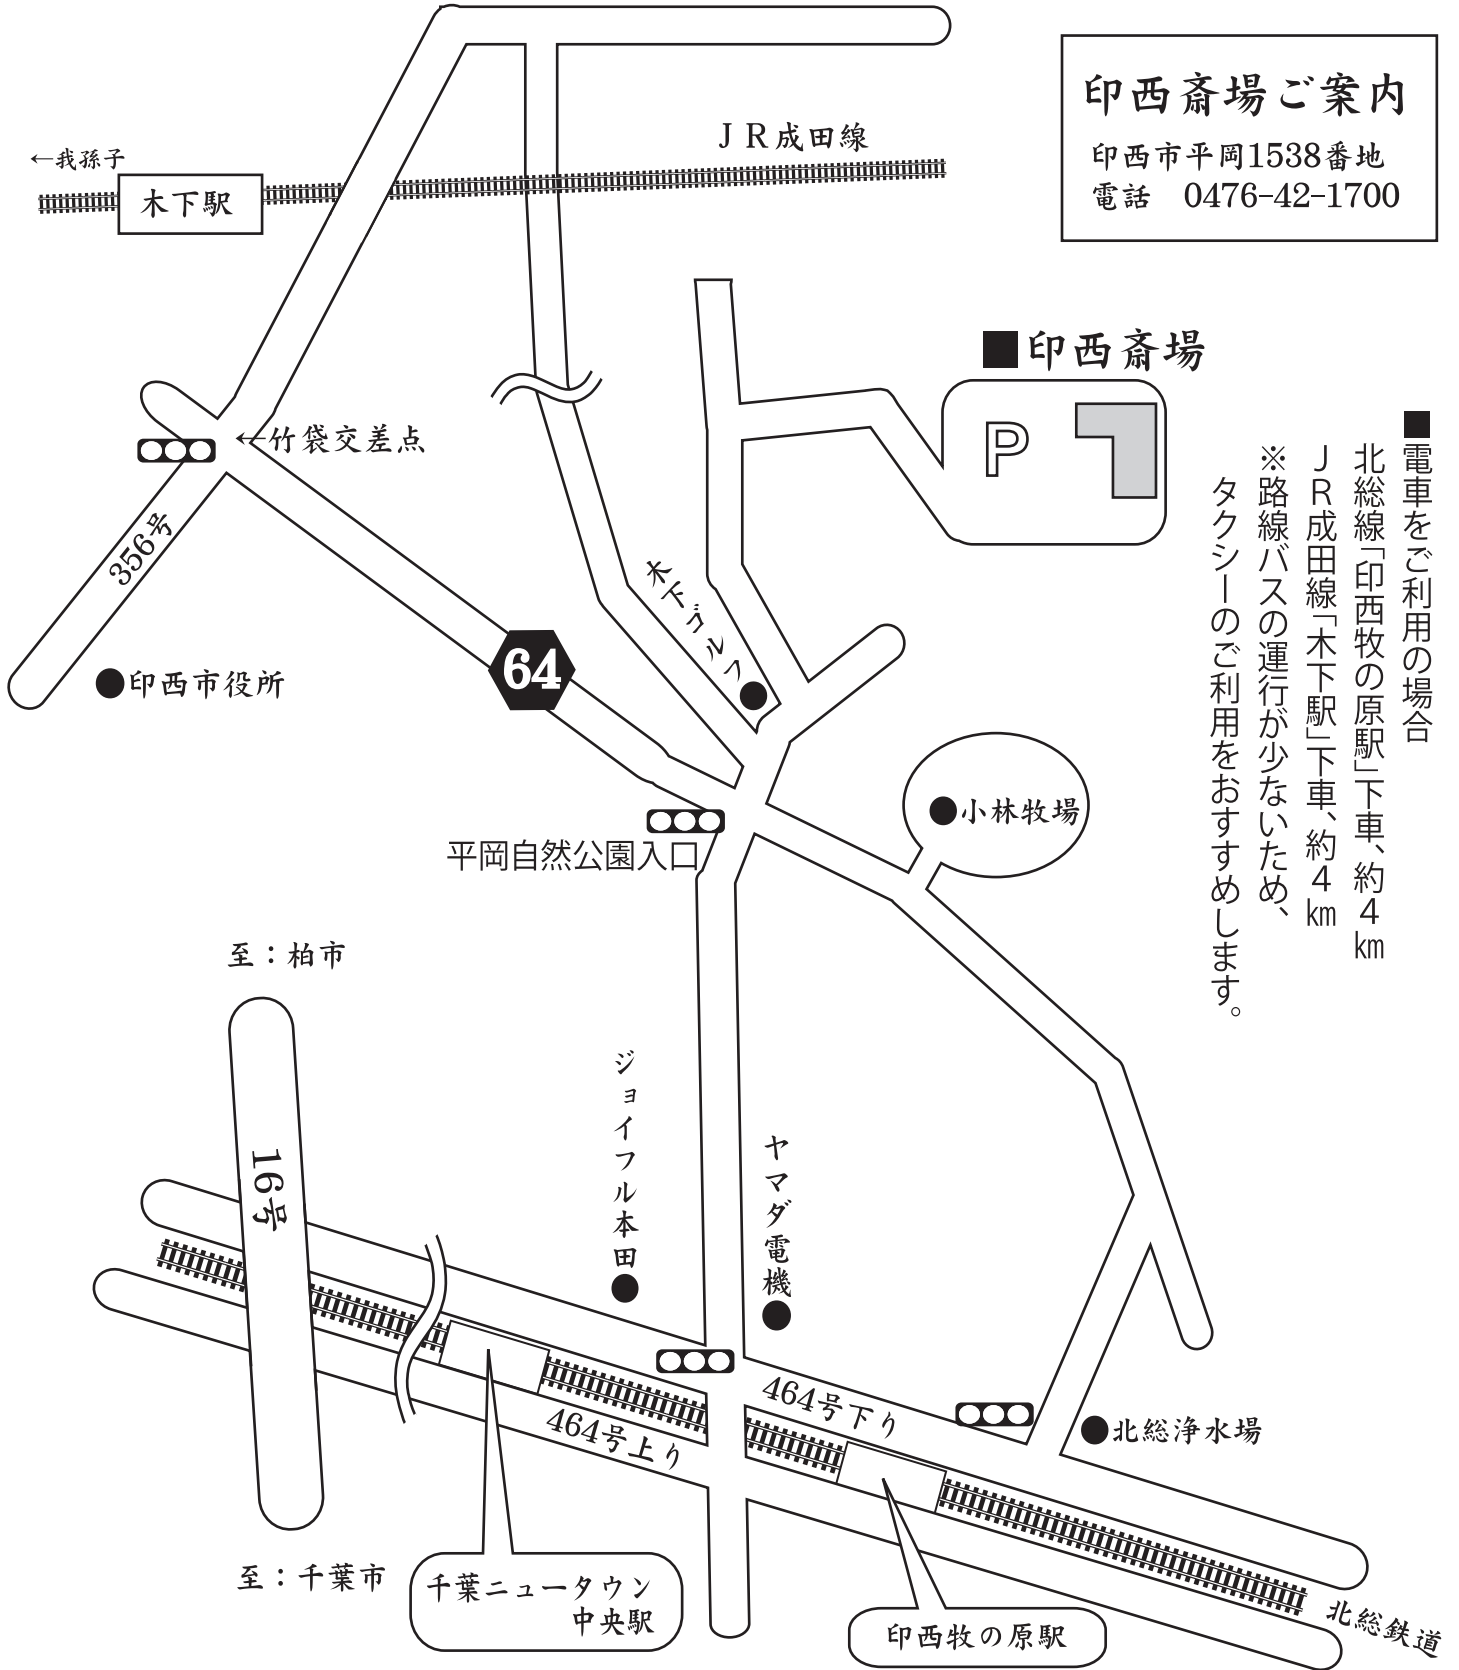 印西斎場ご案内
印西市平岡1538番地
電話　0476-42-1700
JR成田線
←我孫子
木下駅
■印西斎場
P
←竹袋交差点
356号
●印西市役所
64
木下ゴルフ
●小林牧場
平岡自然公園入口
■電車をご利用の場合
北総線「印西牧の原駅」下車、約4㎞
JR成田線「木下駅」下車、約4㎞
※路線バスの運行が少ないため、
タクシーのご利用をおすすめします。
至：柏市
16号
至：千葉市
ジョイフル本田
ヤマダ電機
464号下り
464号上り
●北総浄水場
千葉ニュータウン
中央駅
印西牧の原駅
北総鉄道